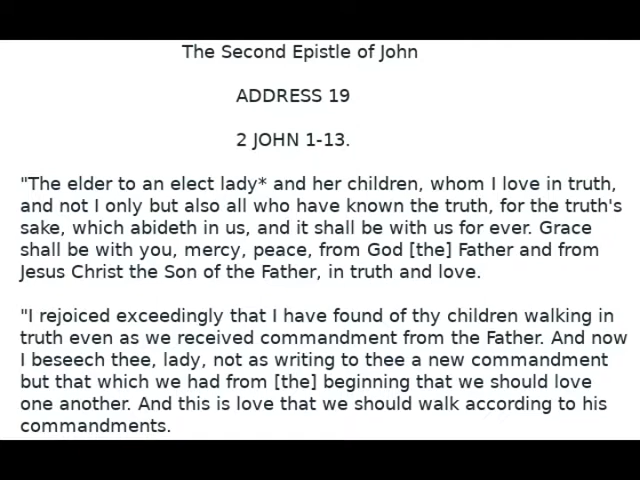 The Second Epistle of John
ADDRESS 19
2 JOHN 1-13.
"The elder to an elect lady* and her children, whom I love in truth,
and not I only but also all who have known the truth, for the truth's
sake, which abideth in us, and it shall be with us for ever. Grace
shall be with you, mercy, peace, from God [the] Father and from
Jesus Christ the Son of the Father, in truth and love.
"I rejoiced exceedingly that I have found of thy children walking in
truth even as we received commandment from the Father. And now
I beseech thee, lady, not as writing to thee a new commandment
but that which we had from [the] beginning that we should love
one another. And this is love that we should walk according to his
commandments.